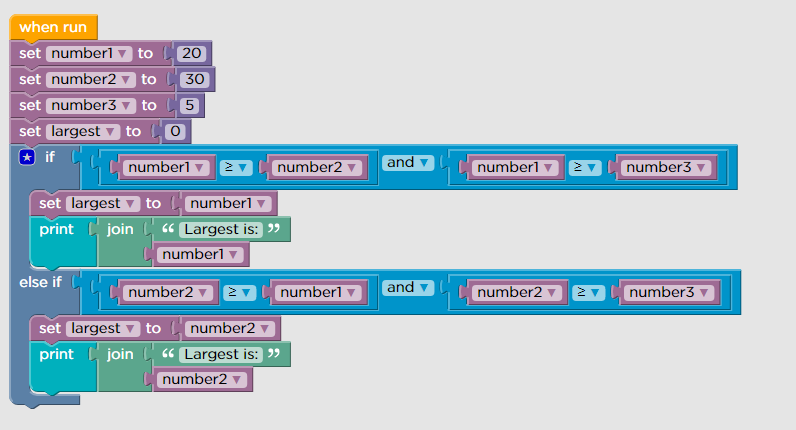 when run
set number1 ▼ to 20
set number2 ▼ to 30
set number3 ▼ to 5
set largest ▼ to 0
if number1 ▼ ≥ ▼ number2 ▼ and ▼ number1 ▼ ≥ ▼ number3 ▼
set largest ▼ to number1 ▼
print join “ Largest is: ”
number1 ▼
else if number2 ▼ ≥ ▼ number1 ▼ and ▼ number2 ▼ ≥ ▼ number3 ▼
set largest ▼ to number2 ▼
print join “ Largest is: ”
number2 ▼